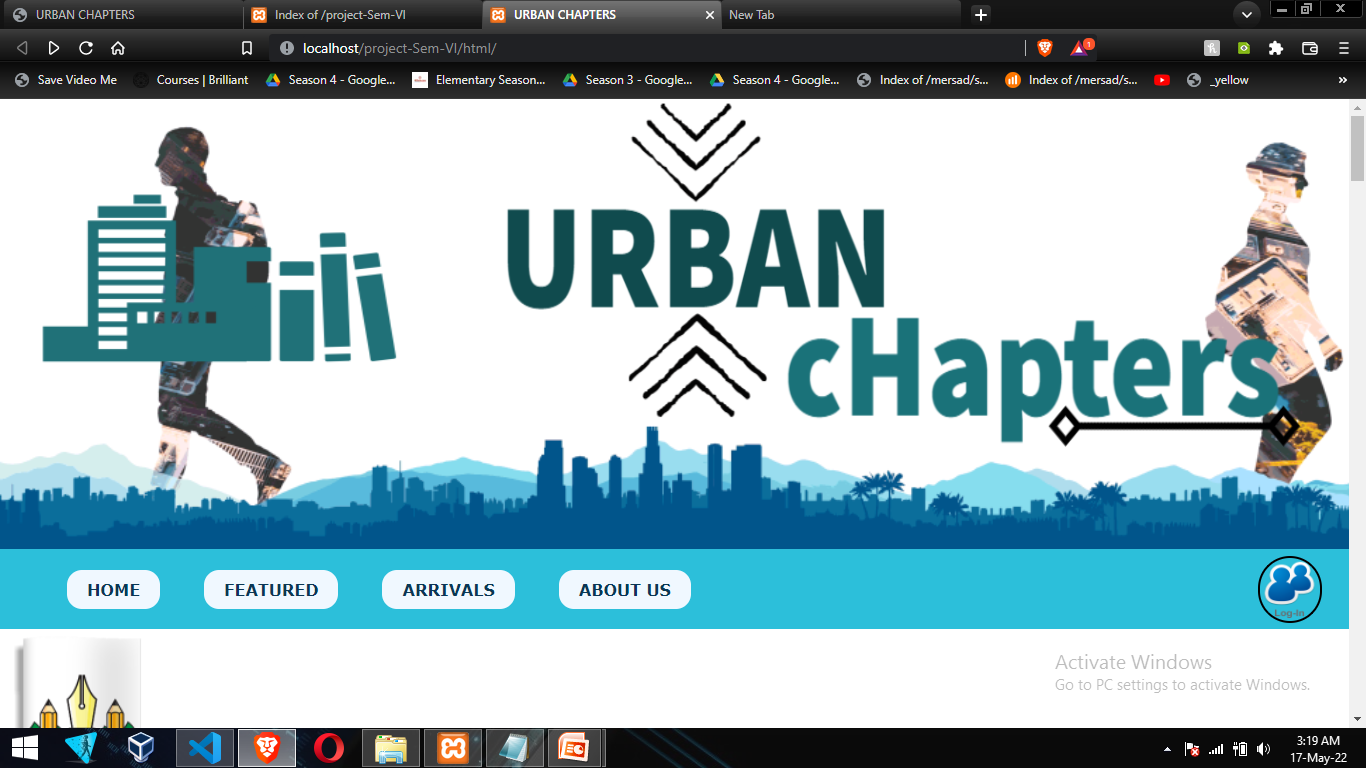 URBAN CHAPTERS
Index of /project-Sem-VI
URBAN CHAPTERS
New Tab
localhost/project-Sem-VI/html/
1
Save Video Me
Courses | Brilliant
Season 4 - Google...
Elementary Season...
Season 3 - Google...
Season 4 - Google...
Index of /mersad/s...
Index of /mersad/s...
_yellow
URBAN
cHapters
HOME
FEATURED
ARRIVALS
ABOUT US
Log-In
Activate Windows
Go to PC settings to activate Windows.
3:19 AM
17-May-22